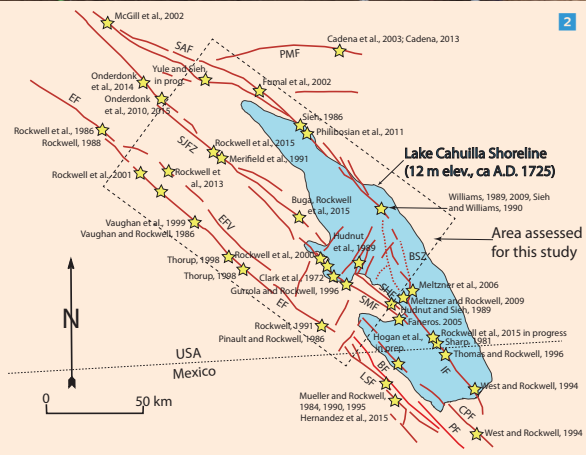 2
McGill et al., 2002
SAF
PMF
Cadena et al., 2003; Cadena, 2013
Onderdonk
et al., 2014
Yule and Sieh,
in prog.
Fumal et al., 2002
EF
Onderdonk
et al., 2010, 2015
Sieh, 1986
Philibosian et al., 2011
Rockwell et al., 1986
Rockwell, 1988
SJFZ
Rockwell et al., 2015
Merifield et al., 1991
Lake Cahuilla Shoreline
(12 m elev., ca A.D. 1725)
Rockwell et al., 2001
Rockwell et
al., 2013
Williams, 1989, 2009, Sieh
and Williams, 1990
Buga, Rockwell
et al., 2015
Vaughan et al., 1999
Vaughan and Rockwell, 1986
EFV
Hudnut
et al., 1989
Area assessed
for this study
BSZ
Thorup, 1998
Rockwell et al., 2000
Thorup, 1998
Clark et al., 1972
Gurrola and Rockwell, 1996
SHF
Meltzner et al., 2006
Meltzner and Rockwell, 2009
Hudnut and Sieh, 1989
EF
SMF
Faneros, 2005
N
Rockwell, 1991
Pinault and Rockwell, 1986
Hogan et al.,
in prep.
Rockwell et al., 2015 in progress
Sharp, 1981
Thomas and Rockwell, 1996
USA
Mexico
BF
IF
LSF
West and Rockwell, 1994
0
50 km
Mueller and Rockwell,
1984, 1990, 1995
Hernandez et al., 2015
CPF
PF
West and Rockwell, 1994